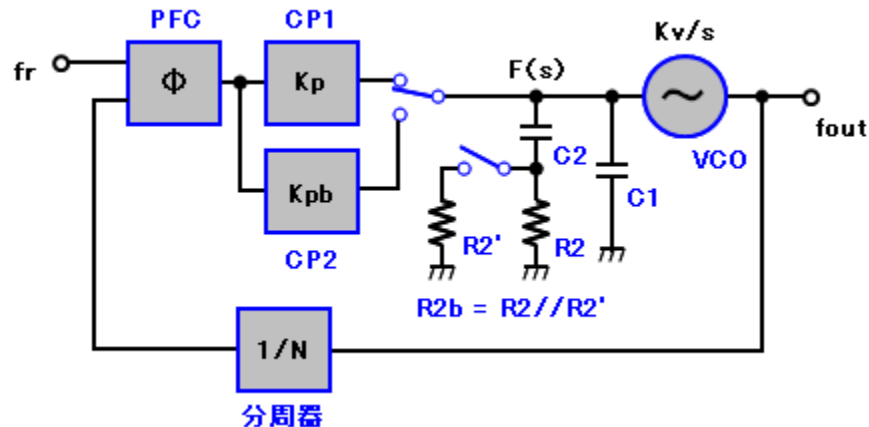 PFC
CP1
Kv/s
fr
Φ
Kp
F(s)
fout
Kpb
C2
VCO
C1
R2'
R2
CP2
R2b = R2//R2'
1/N
分周器